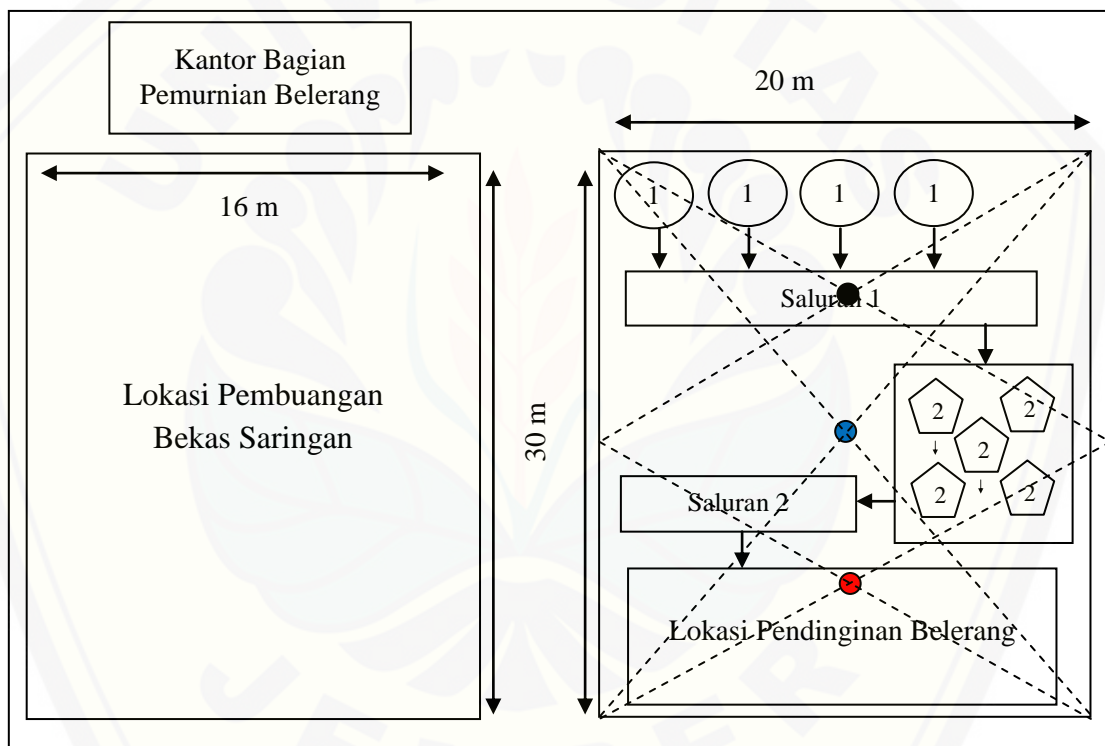 Kantor Bagian
Pemurnian Belerang
16 m
Lokasi Pembuangan
Bekas Saringan
30 m
20 m
1
1
1
1
Saluran 1
2
2
2
2
2
Saluran 2
Lokasi Pendinginan Belerang